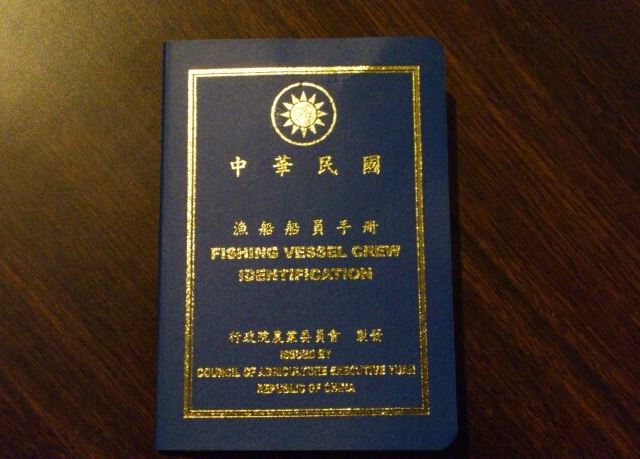 中華民國
漁船船員手册
FISHING VESSEL CREW
IDENTIFICATION
行政院農業委員會 製發
ISSUED BY
COUNCIL OF AGRICULTURE EXECUTIVE YUAN
REPUBLIC OF CHINA